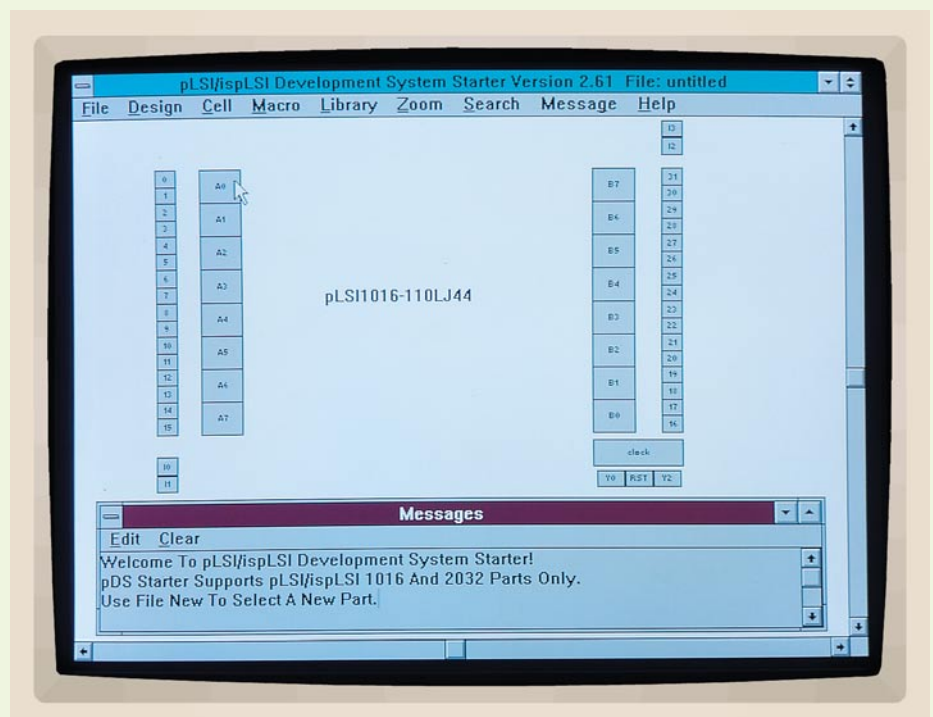 pLSI/ispLSI Development System Starter Version 2.61 File: untitled
File Design Cell Macro Library Zoom Search Message Help
I3
I2
0
1
2
3
4
5
6
7
8
9
10
11
12
13
14
15
A0
A1
A2
A3
A4
A5
A6
A7
I0
I1
pLSI1016-110LJ44
B7
B6
B5
B4
B3
B2
B1
B0
31
30
29
28
27
26
25
24
23
22
21
20
19
18
17
16
clock
Y0 RST Y2
Messages
Edit Clear
Welcome To pLSI/ispLSI Development System Starter!
pDS Starter Supports pLSI/ispLSI 1016 And 2032 Parts Only.
Use File New To Select A New Part.